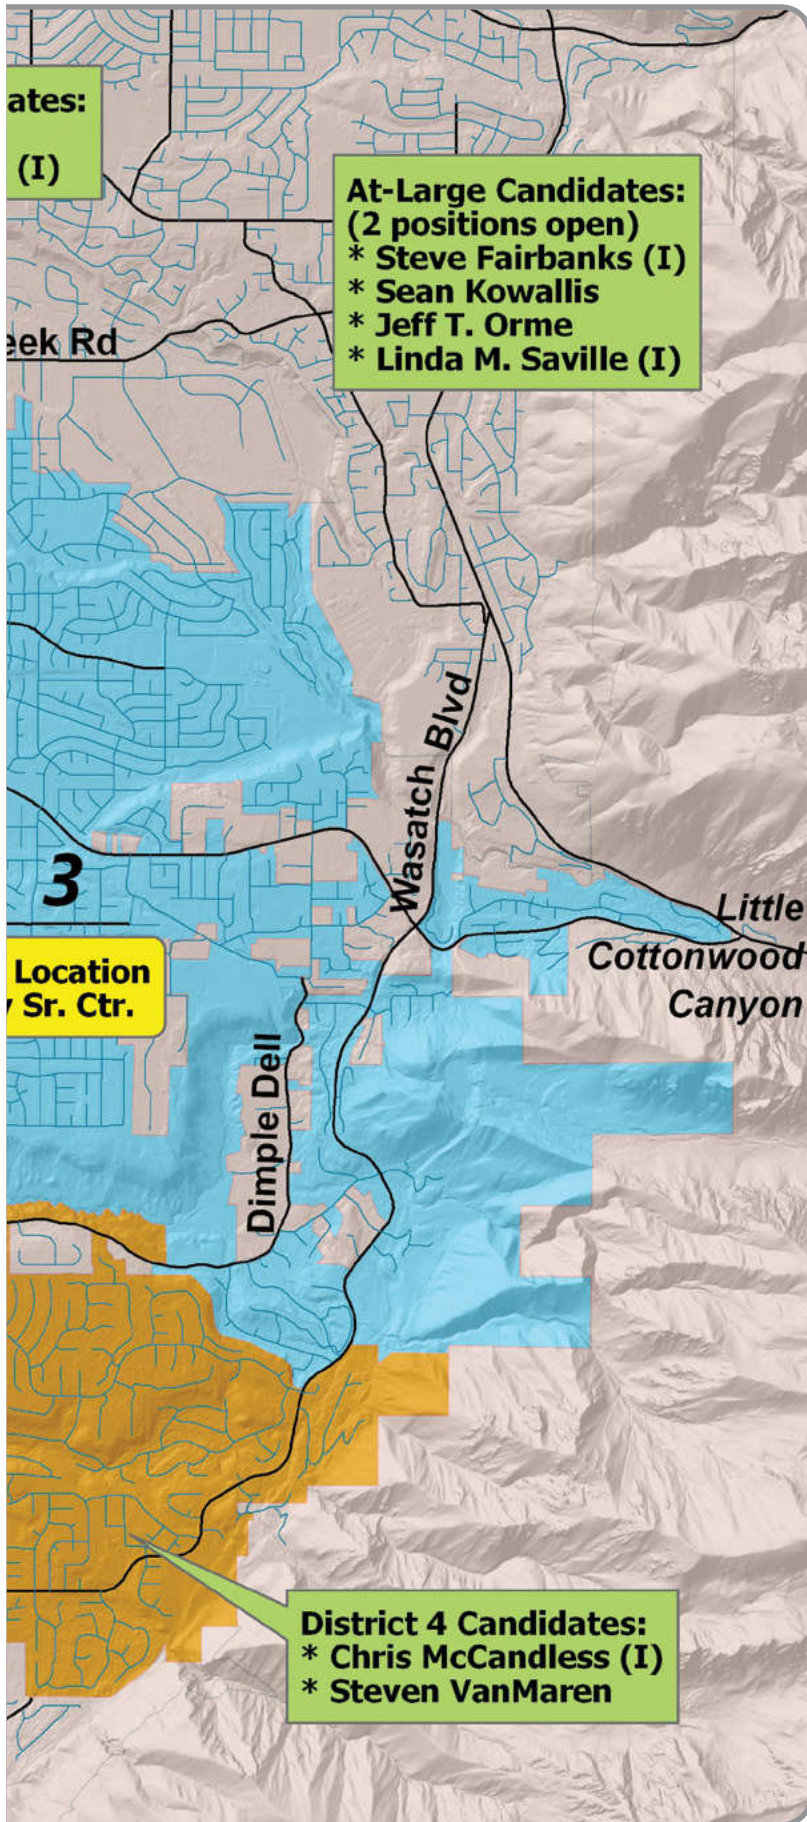 ates:
(I)
At-Large Candidates:
(2 positions open)
* Steve Fairbanks (I)
* Sean Kowallis
* Jeff T. Orme
* Linda M. Saville (I)
eek Rd
Wasatch Blvd
3
Little
Cottonwood
Canyon
Location
y Sr. Ctr.
Dimple Dell
District 4 Candidates:
* Chris McCandless (I)
* Steven VanMaren